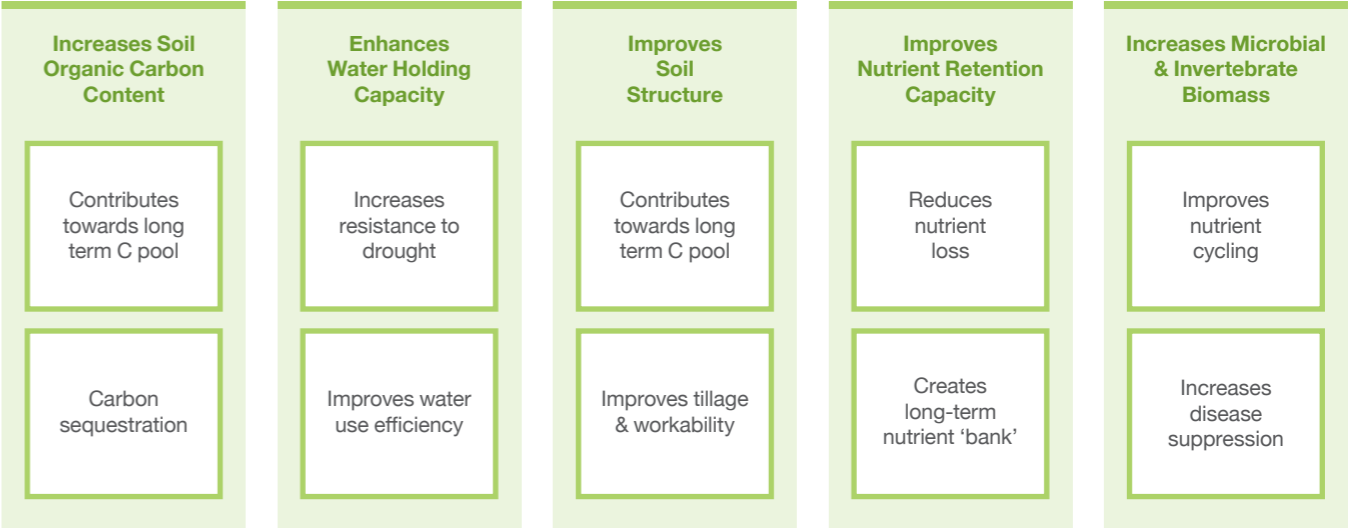 Increases Soil
Organic Carbon
Content
Contributes
towards long
term C pool
Carbon
sequestration
Enhances
Water Holding
Capacity
Increases
resistance to
drought
Improves water
use efficiency
Improves
Soil
Structure
Contributes
towards long
term C pool
Improves tillage
& workability
Improves
Nutrient Retention
Capacity
Reduces
nutrient
loss
Creates
long-term
nutrient ‘bank’
Increases Microbial
& Invertebrate
Biomass
Improves
nutrient
cycling
Increases
disease
suppression